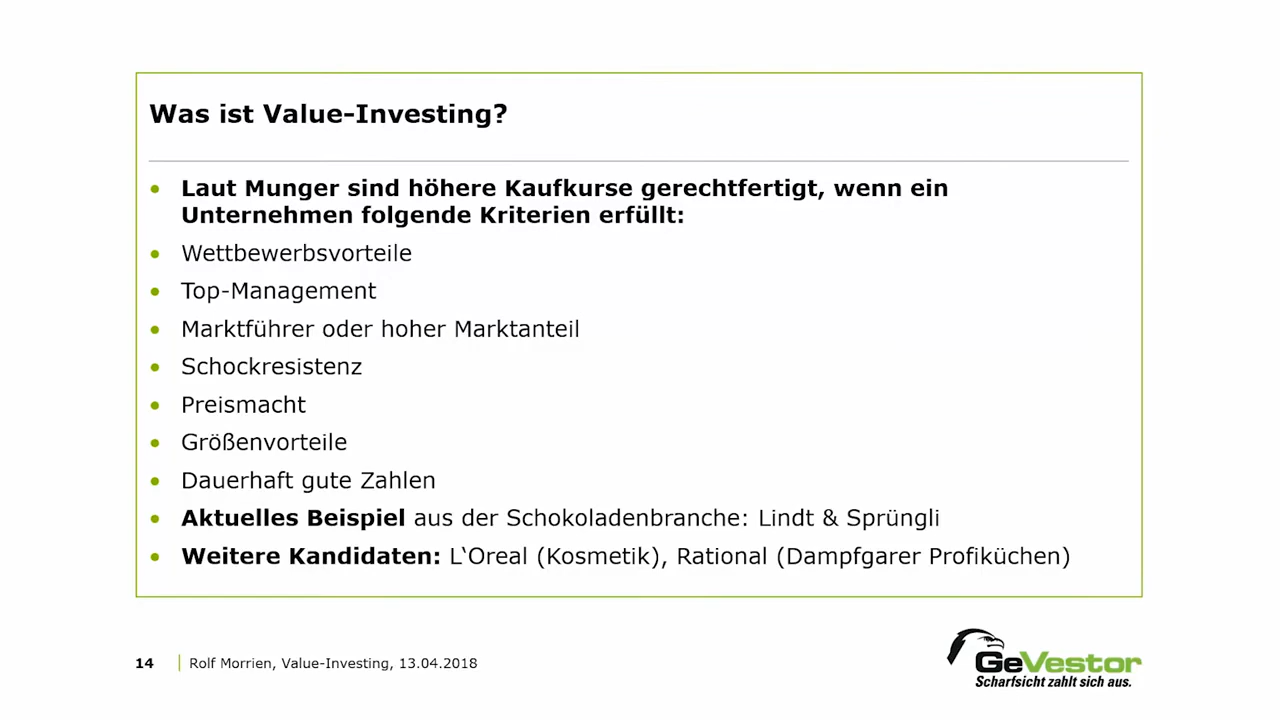 Was ist Value-Investing?
Laut Munger sind höhere Kaufkurse gerechtfertigt, wenn ein
Unternehmen folgende Kriterien erfüllt:
Wettbewerbsvorteile
Top-Management
Marktführer oder hoher Marktanteil
Schockresistenz
Preismacht
Größenvorteile
Dauerhaft gute Zahlen
Aktuelles Beispiel aus der Schokoladenbranche: Lindt & Sprüngli
Weitere Kandidaten: L‘Oreal (Kosmetik), Rational (Dampfgarer Profiküchen)
14 Rolf Morrien, Value-Investing, 13.04.2018
GeVestor
Scharfsicht zahlt sich aus.